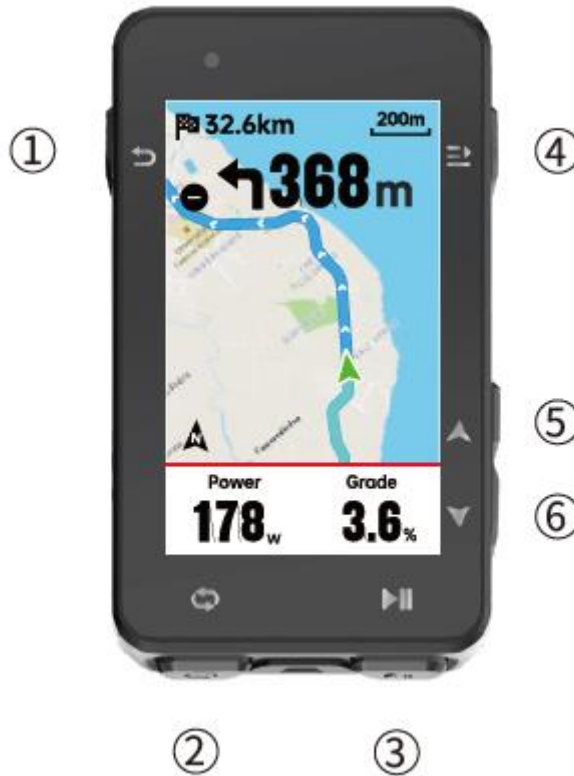 32.6km
200m
① ④
368m
N
Power Grade
178w 3.6%
⑤
⑥
② ③